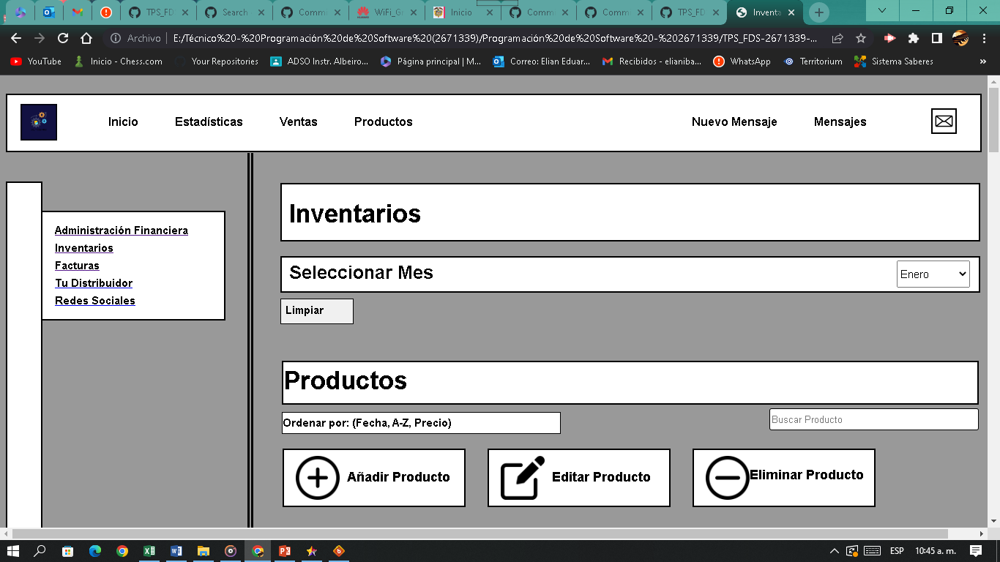 TPS_FD
Search
Comm
WiFi_G
Inicio
Comm
Comm
TPS_FD
Inventa
Archivo
E:/Técnico%20-%20Programación%20de%20Software%20(2671339)/Programación%20de%20Software%20-%202671339/TPS_FDS-2671339-...
YouTube
Inicio - Chess.com
Your Repositories
ADSO Instr. Albeiro...
Página principal | M...
Correo: Elian Eduar...
Recibidos - elianiba...
WhatsApp
Territorium
Sistema Saberes
»
Inicio
Estadísticas
Ventas
Productos
Nuevo Mensaje
Mensajes
Administración Financiera
Inventarios
Facturas
Tu Distribuidor
Redes Sociales
Inventarios
Seleccionar Mes
Enero
Limpiar
Productos
Ordenar por: (Fecha, A-Z, Precio)
Buscar Producto
Añadir Producto
Editar Producto
Eliminar Producto
ESP
10:45 a. m.